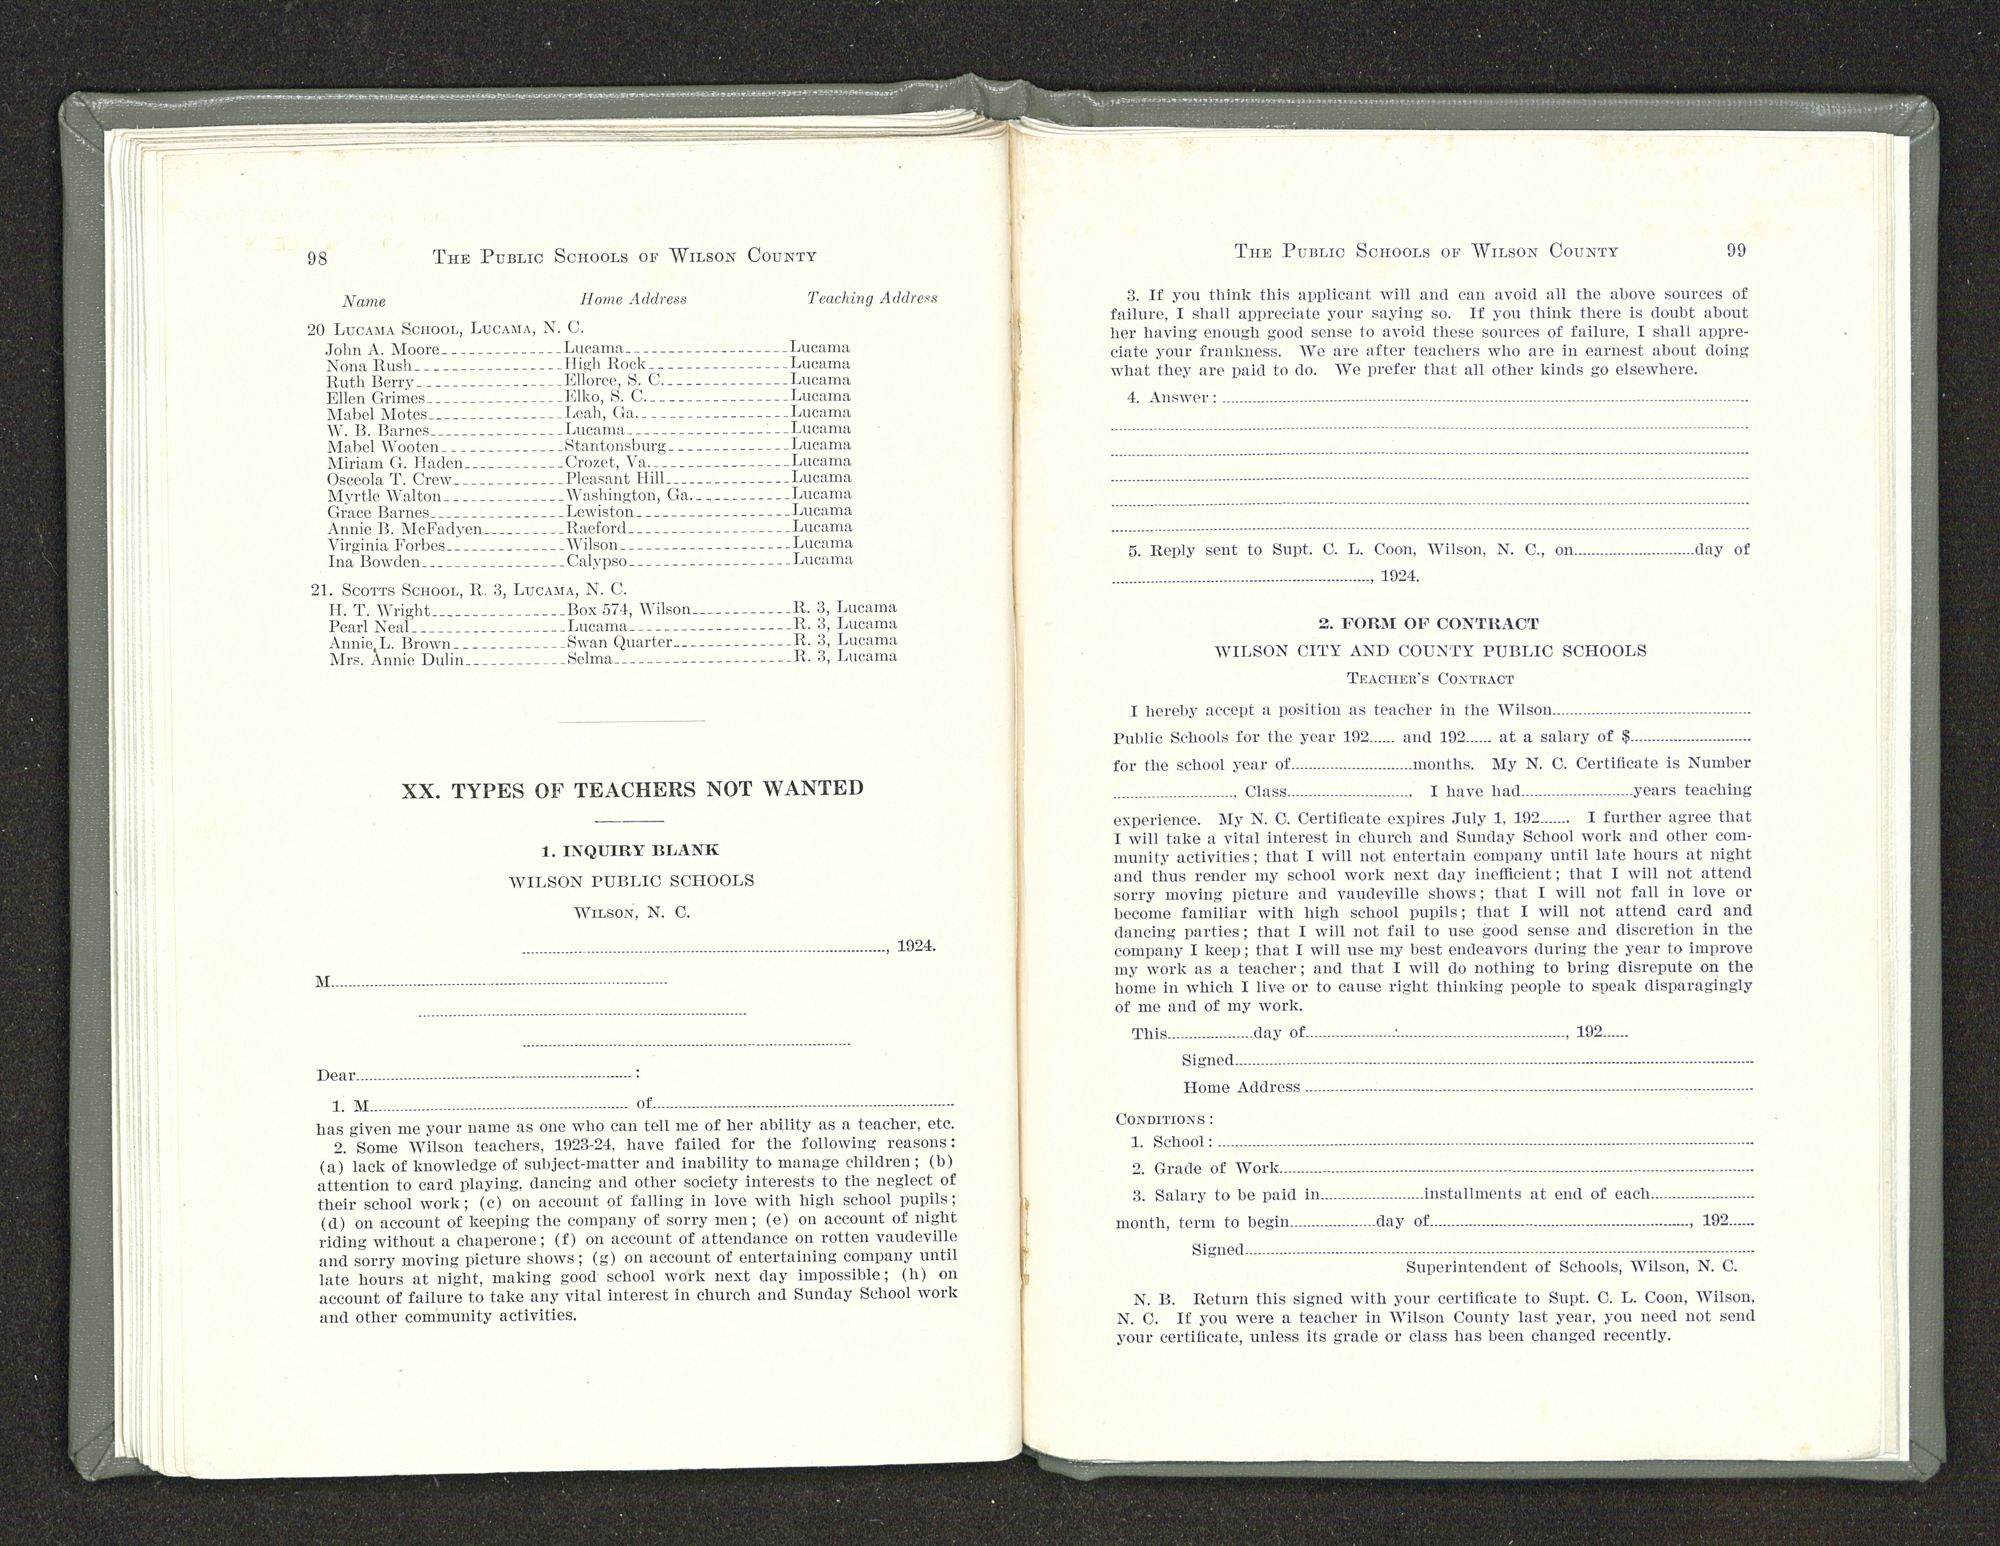 98 The Public Schools of Wilson County
Name Home Address Teaching Address
20 Lucama School, Lucama, N. C.
John A. Moore Lucama Lucama
Nona Rush High Rock Lucama
Ruth Berry Elloree, S. C. Lucama
Ellen Grimes Elko, S. C. Lucama
Mabel Motes Leah, Ga. Lucama
W. B. Barnes Lucama Lucama
Mabel Wooten Stantonsburg Lucama
Miriam G. Haden Crozet, Va. Lucama
Osceola T. Crew Pleasant Hill Lucama
Myrtle Walton Washington, Ga. Lucama
Grace Barnes Lewiston Lucama
Annie B. McFadyen Raeford Lucama
Virginia Forbes Wilson Lucama
Ina Bowden Calypso Lucama
21. Scotts School, R. 3, Lucama, N. C.
H. T. Wright Box 574, Wilson R. 3, Lucama
Pearl Neal Lucama R. 3, Lucama
Annie L. Brown Swan Quarter R. 3, Lucama
Mrs. Annie Dulin Selma R. 3, Lucama
XX. TYPES OF TEACHERS NOT WANTED
1. INQUIRY BLANK
WILSON PUBLIC SCHOOLS
Wilson, N. C.
, 1924.
M
Dear :
1. M of
has given me your name as one who can tell me of her ability as a teacher, etc.
2. Some Wilson teachers, 1923-24, have failed for the following reasons:
(a) lack of knowledge of subject-matter and inability to manage children; (b)
attention to card playing, dancing and other society interests to the neglect of
their school work; (c) on account of falling in love with high school pupils;
(d) on account of keeping the company of sorry men; (e) on account of night
riding without a chaperone; (f) on account of attendance on rotten vaudeville
and sorry moving picture shows; (g) on account of entertaining company until
late hours at night, making good school work next day impossible; (h) on
account of failure to take any vital interest in church and Sunday School work
and other community activities.
The Public Schools of Wilson County 99
3. If you think this applicant will and can avoid all the above sources of
failure, I shall appreciate your saying so. If you think there is doubt about
her having enough good sense to avoid these sources of failure, I shall appre-
ciate your frankness. We are after teachers who are in earnest about doing
what they are paid to do. We prefer that all other kinds go elsewhere.
4. Answer:
5. Reply sent to Supt. C. L. Coon, Wilson, N. C., on day of
, 1924.
2. FORM OF CONTRACT
WILSON CITY AND COUNTY PUBLIC SCHOOLS
Teacher's Contract
I hereby accept a position as teacher in the Wilson
Public Schools for the year 192 and 192 at a salary of $
for the school year of months. My N. C. Certificate is Number
, Class . I have had years teaching
experience. My N. C. Certificate expires July 1, 192 . I further agree that
I will take a vital interest in church and Sunday School work and other com-
munity activities; that I will not entertain company until late hours at night
and thus render my school work next day inefficient; that I will not attend
sorry moving picture and vaudeville shows; that I will not fall in love or
become familiar with high school pupils; that I will not attend card and
dancing parties; that I will not fail to use good sense and discretion in the
company I keep; that I will use my best endeavors during the year to improve
my work as a teacher; and that I will do nothing to bring disrepute on the
home in which I live or to cause right thinking people to speak disparagingly
of me and of my work.
This day of , 192
Signed
Home Address
Conditions:
1. School:
2. Grade of Work
3. Salary to be paid in installments at end of each
month, term to begin day of , 192
Signed
Superintendent of Schools, Wilson, N. C.
N. B. Return this signed with your certificate to Supt. C. L. Coon, Wilson,
N. C. If you were a teacher in Wilson County last year, you need not send
your certificate, unless its grade or class has been changed recently.